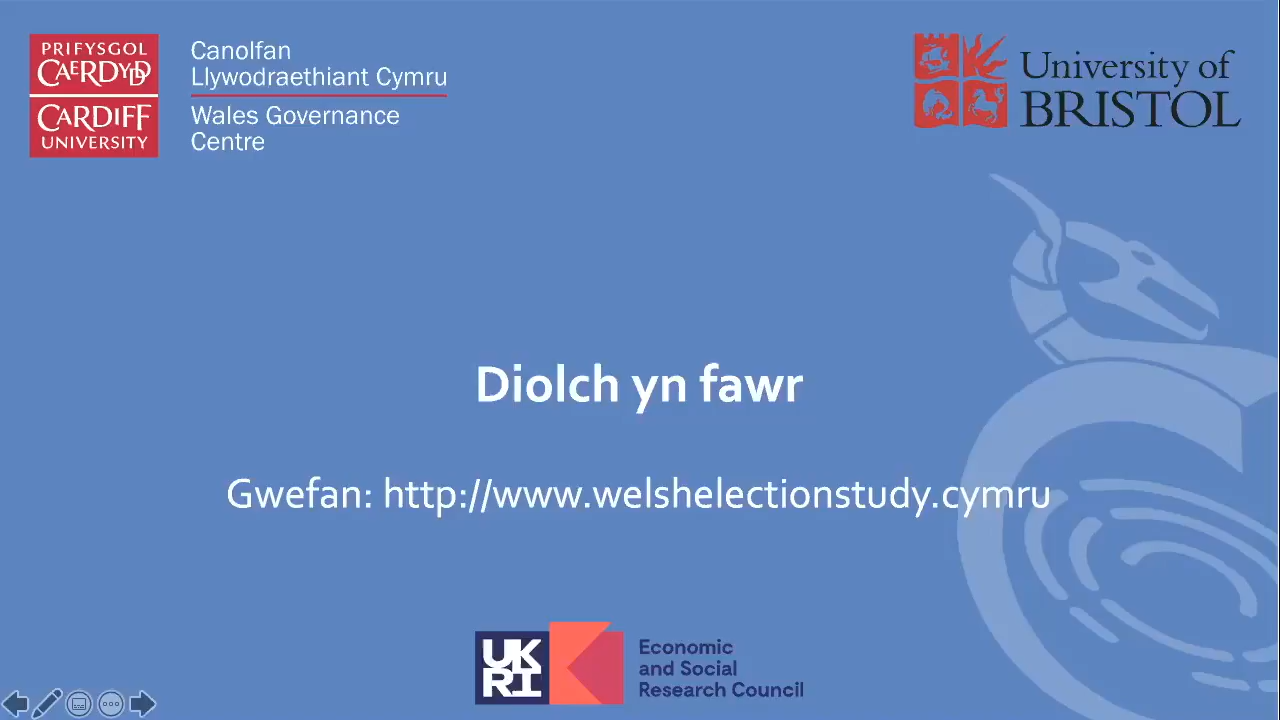 PRIFYSGOL
CAERDYDD
CARDIFF
UNIVERSITY
Canolfan
Llywodraethiant Cymru
Wales Governance
Centre
University of
BRISTOL
Diolch yn fawr
Gwefan: http://www.welshelectionstudy.cymru
UK
RI
Economic
and Social
Research Council